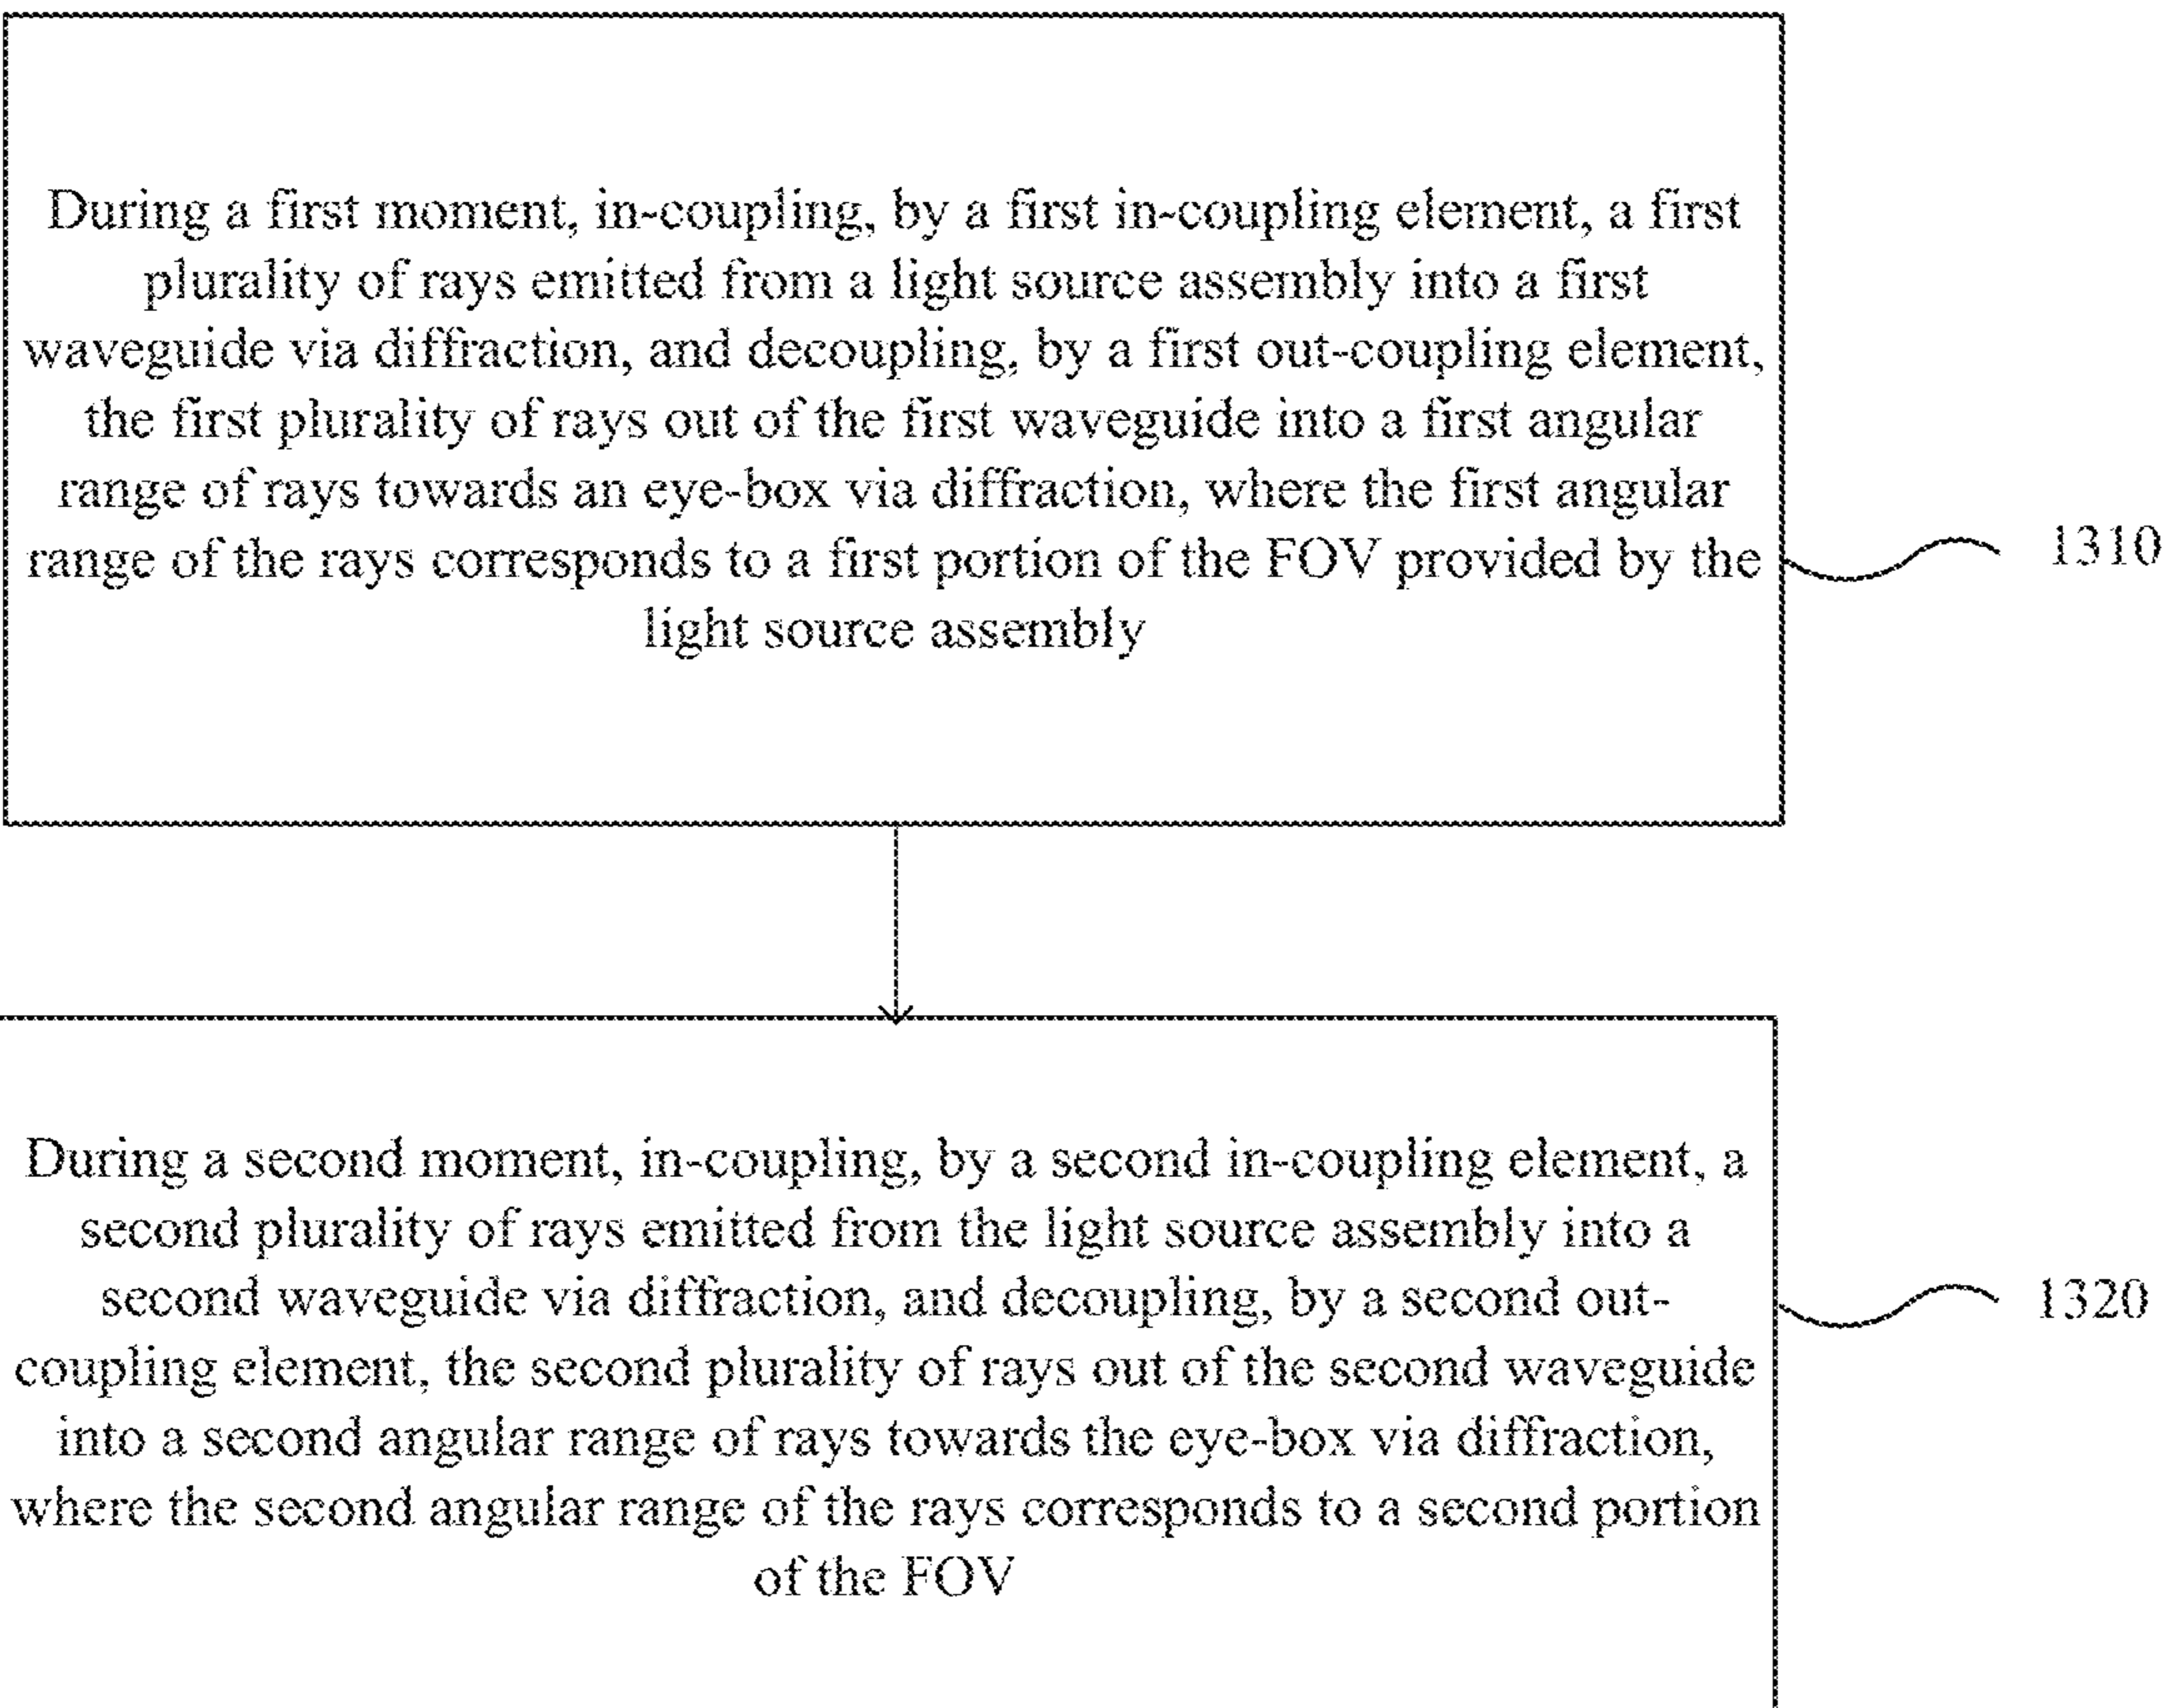 During a first moment, in-coupling, by a first in-coupling element, a first
plurality of rays emitted from a light source assembly into a first
waveguide via diffraction, and decoupling, by a first out-coupling element,
the first plurality of rays out of the first waveguide into a first angular
range of rays towards an eye-box via diffraction, where the first angular
range of the rays corresponds to a first portion of the FOV provided by the
light source assembly
1310
During a second moment, in-coupling, by a second in-coupling element, a
second plurality of rays emitted from the light source assembly into a
second waveguide via diffraction, and decoupling, by a second out-
coupling element, the second plurality of rays out of the second waveguide
into a second angular range of rays towards the eye-box via diffraction,
where the second angular range of the rays corresponds to a second portion
of the FOV
1320